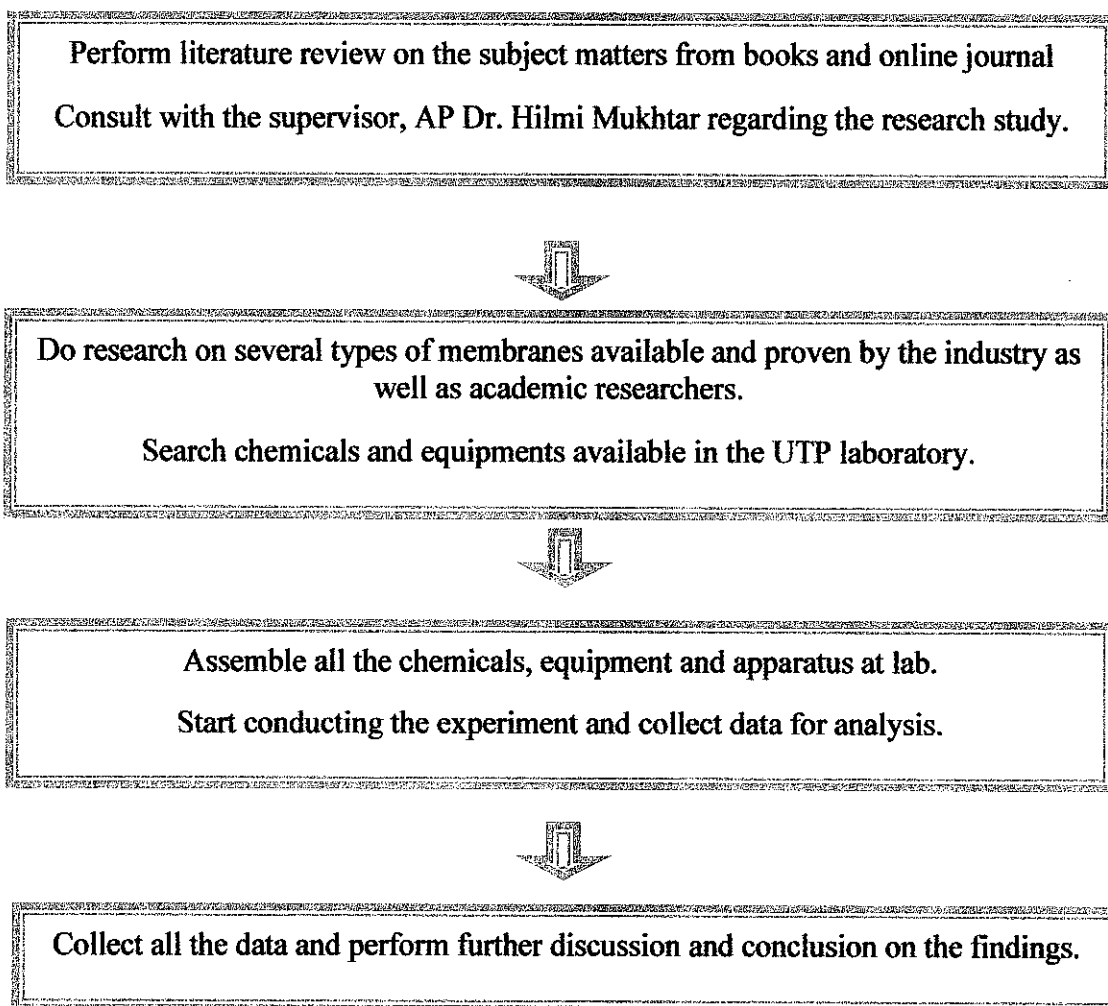 Perform literature review on the subject matters from books and online journal
Consult with the supervisor, AP Dr. Hilmi Mukhtar regarding the research study.
Do research on several types of membranes available and proven by the industry as
well as academic researchers.
Search chemicals and equipments available in the UTP laboratory.
Assemble all the chemicals, equipment and apparatus at lab.
Start conducting the experiment and collect data for analysis.
Collect all the data and perform further discussion and conclusion on the findings.